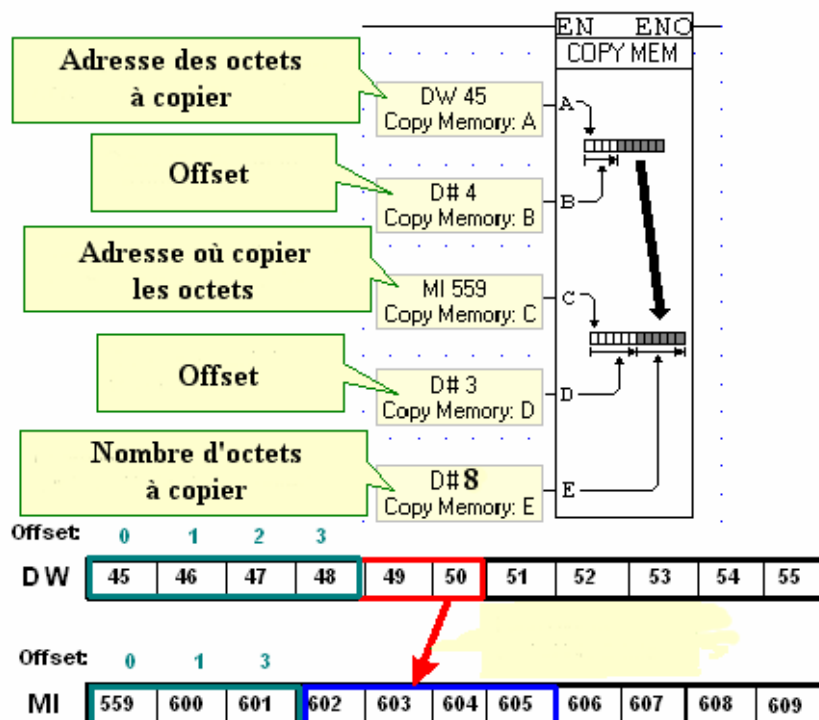 EN ENO
COPY MEM
Adresse des octets
à copier
DW 45
Copy Memory: A
A
Offset
D# 4
Copy Memory: B
B
Adresse où copier
les octets
MI 559
Copy Memory: C
C
Offset
D# 3
Copy Memory: D
D
Nombre d'octets
à copier
D# 8
Copy Memory: E
E
Offset: 0 1 2 3
DW 45 46 47 48 49 50 51 52 53 54 55
Offset: 0 1 3
MI 559 600 601 602 603 604 605 606 607 608 609